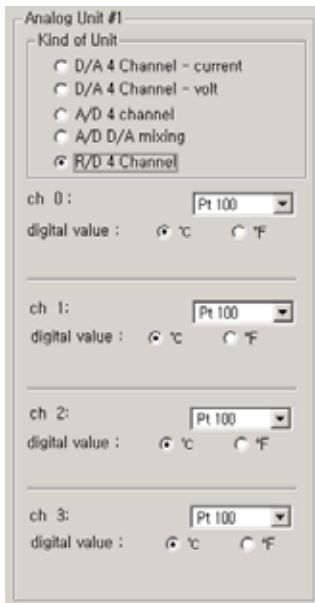 Analog Unit #1
Kind of Unit
D/A 4 Channel - current
D/A 4 Channel - volt
A/D 4 channel
A/D D/A mixing
R/D 4 Channel
ch 0: Pt 100
digital value : ℃ ℉
ch 1: Pt 100
digital value : ℃ ℉
ch 2: Pt 100
digital value : ℃ ℉
ch 3: Pt 100
digital value : ℃ ℉